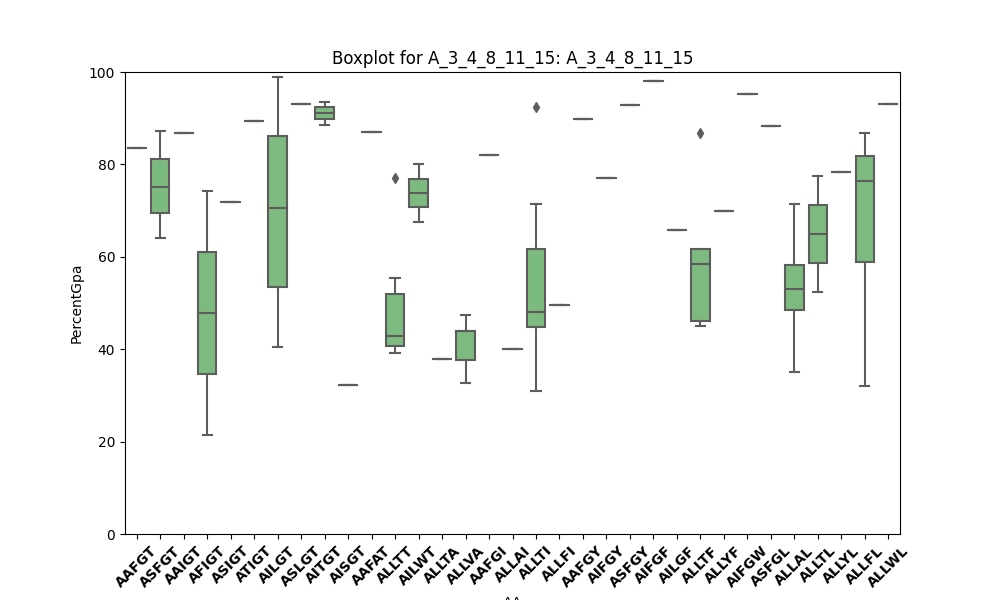 Boxplot for A_3_4_8_11_15: A_3_4_8_11_15
100
80
60
40
20
0
PercentGpa
AAFGT ASFGT AAIGT AFIGT ASIGT ATIGT AILGT ASLGT AITGT AISGT AAFAT ALLTT AILWT ALLTA ALLVA AAFGI ALLAI ALLTI ALLFI AAFGY AIFGY ASFGY AIFGF AILGF ALLTF ALLYF AIFGW ASFGL ALLAL ALLTL ALLYL ALLFL ALLWL